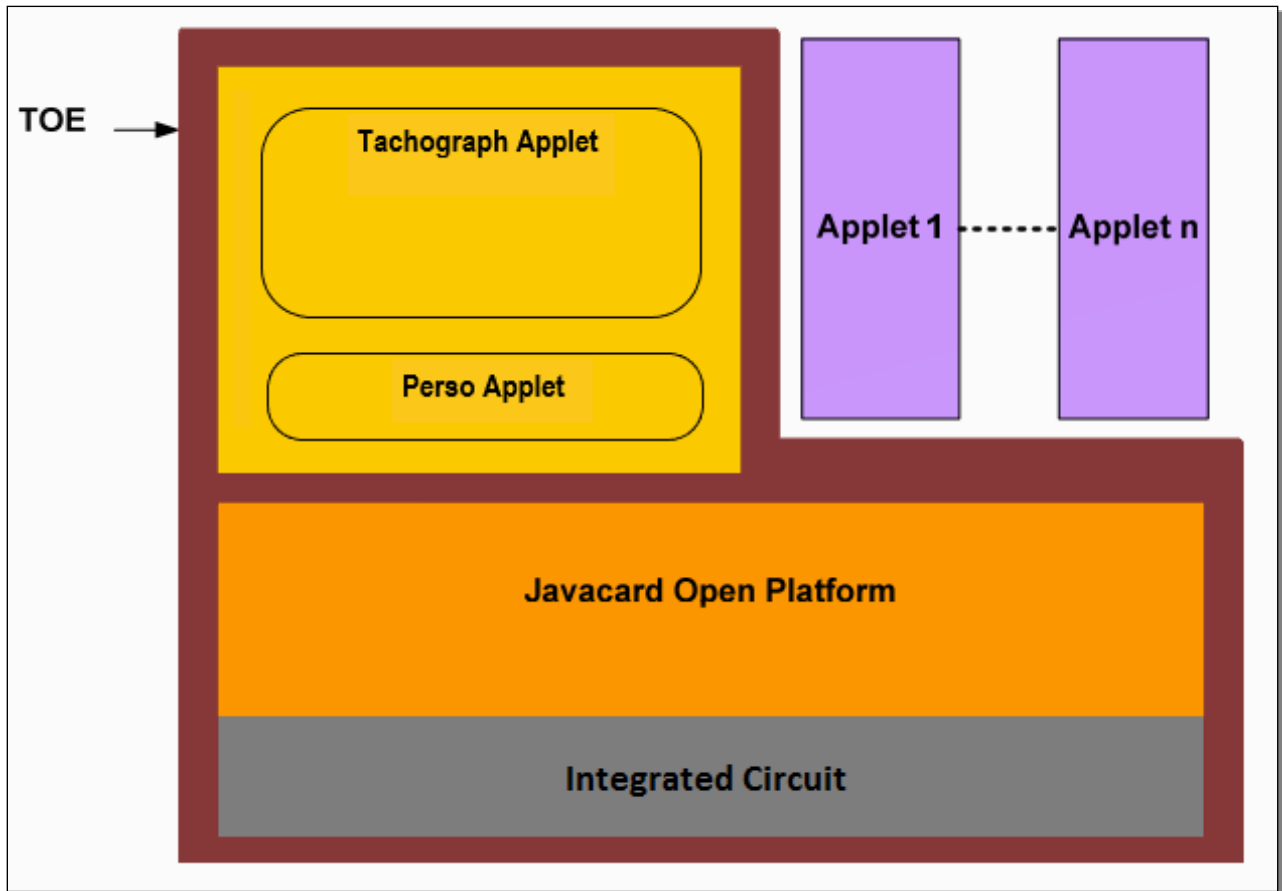 TOE
Tachograph Applet
Perso Applet
Applet 1
Applet n
Javacard Open Platform
Integrated Circuit